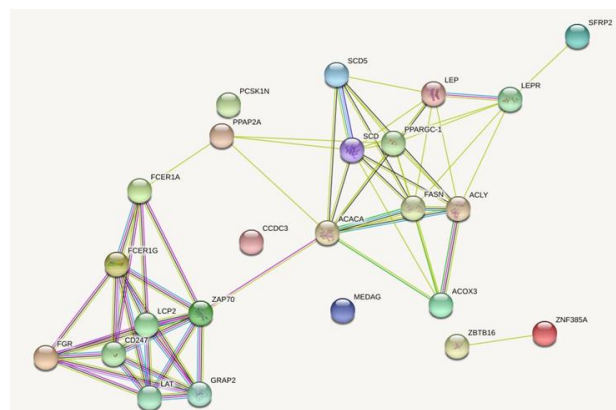 SFRP2
SCD5
LEP
LEPR
PCSK1N
PPAP2A
SCD
PPARGC-1
FCER1A
FASN
ACLY
ACACA
CCDC3
FCER1G
ACOX3
MEDAG
ZAP70
LCP2
ZNF385A
ZBTB16
CD247
FGR
LAT
GRAP2